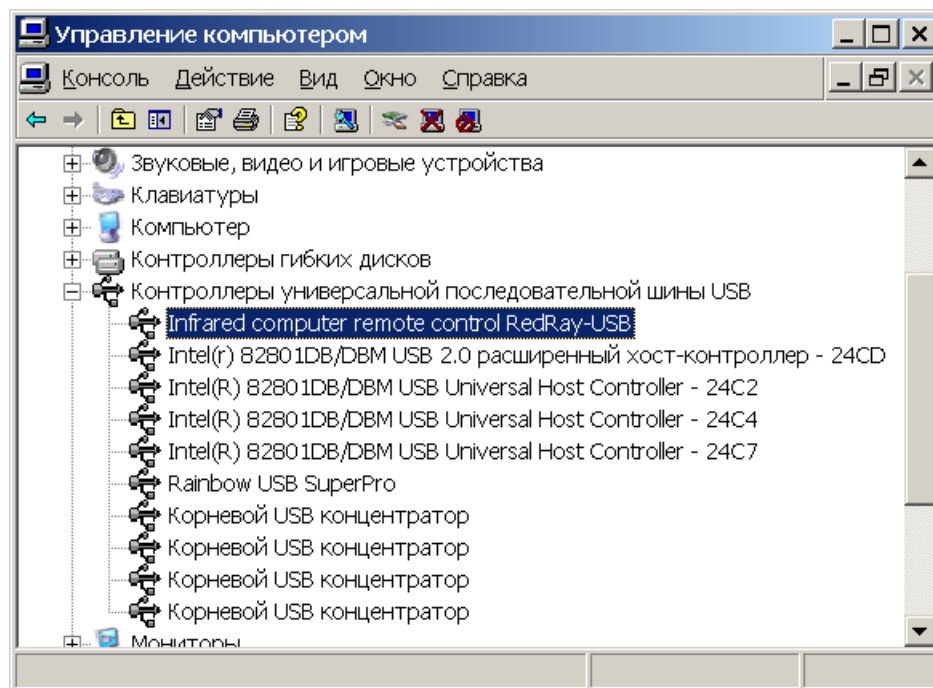 Управление компьютером
Консоль Действие Вид Окно Справка
Звуковые, видео и игровые устройства
Клавиатуры
Компьютер
Контроллеры гибких дисков
Контроллеры универсальной последовательной шины USB
Infrared computer remote control RedRay-USB
Intel(r) 82801DB/DBM USB 2.0 расширенный хост-контроллер - 24CD
Intel(R) 82801DB/DBM USB Universal Host Controller - 24C2
Intel(R) 82801DB/DBM USB Universal Host Controller - 24C4
Intel(R) 82801DB/DBM USB Universal Host Controller - 24C7
Rainbow USB SuperPro
Корневой USB концентратор
Корневой USB концентратор
Корневой USB концентратор
Корневой USB концентратор
Мониторы